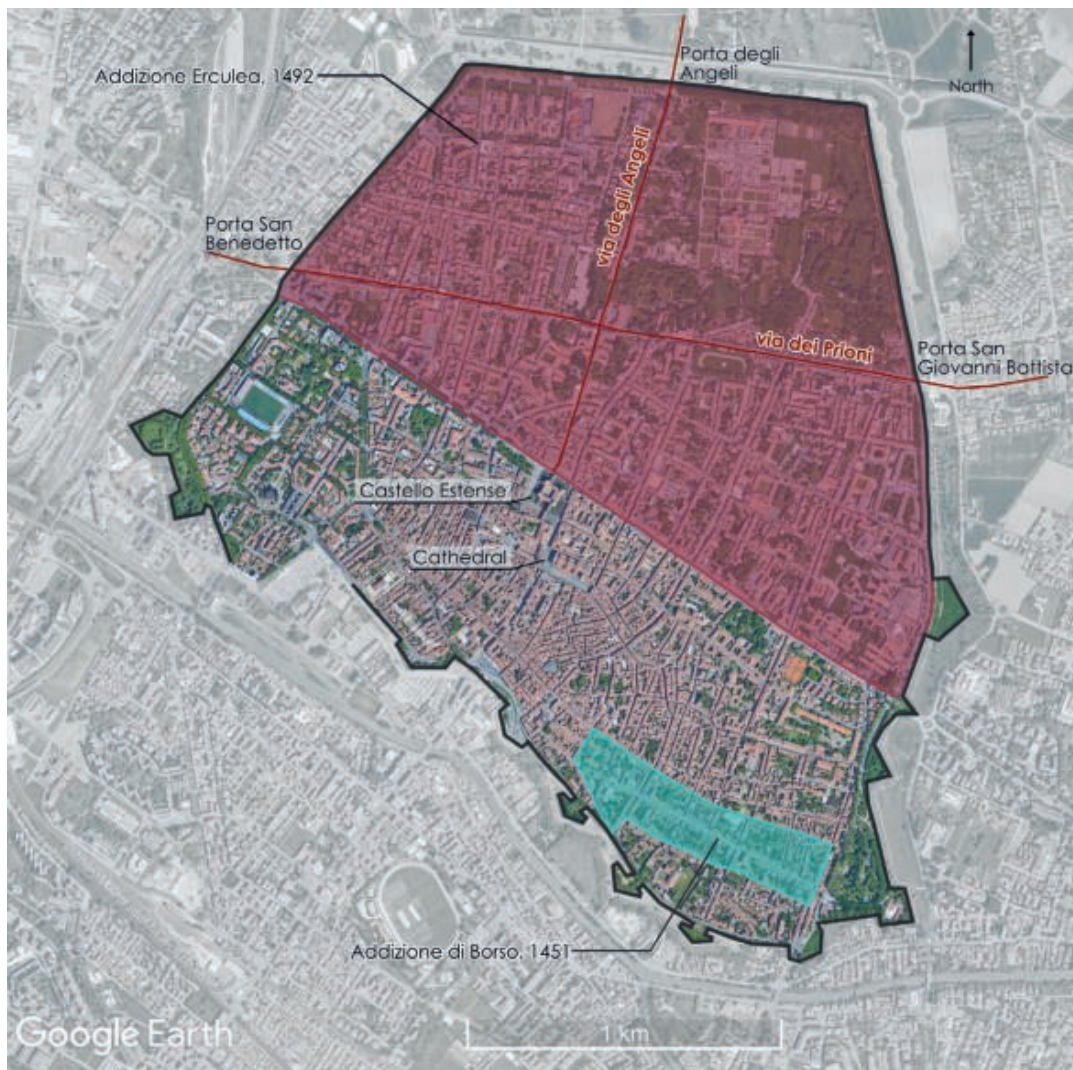 Porta degli
Angeli
Addizione Erculea, 1492
North
via degli Angeli
Porta San
Benedetto
via dei Prioni
Porta San
Giovanni Battista
Castello Estense
Cathedral
Addizione di Borso, 1451
Google Earth
1 km